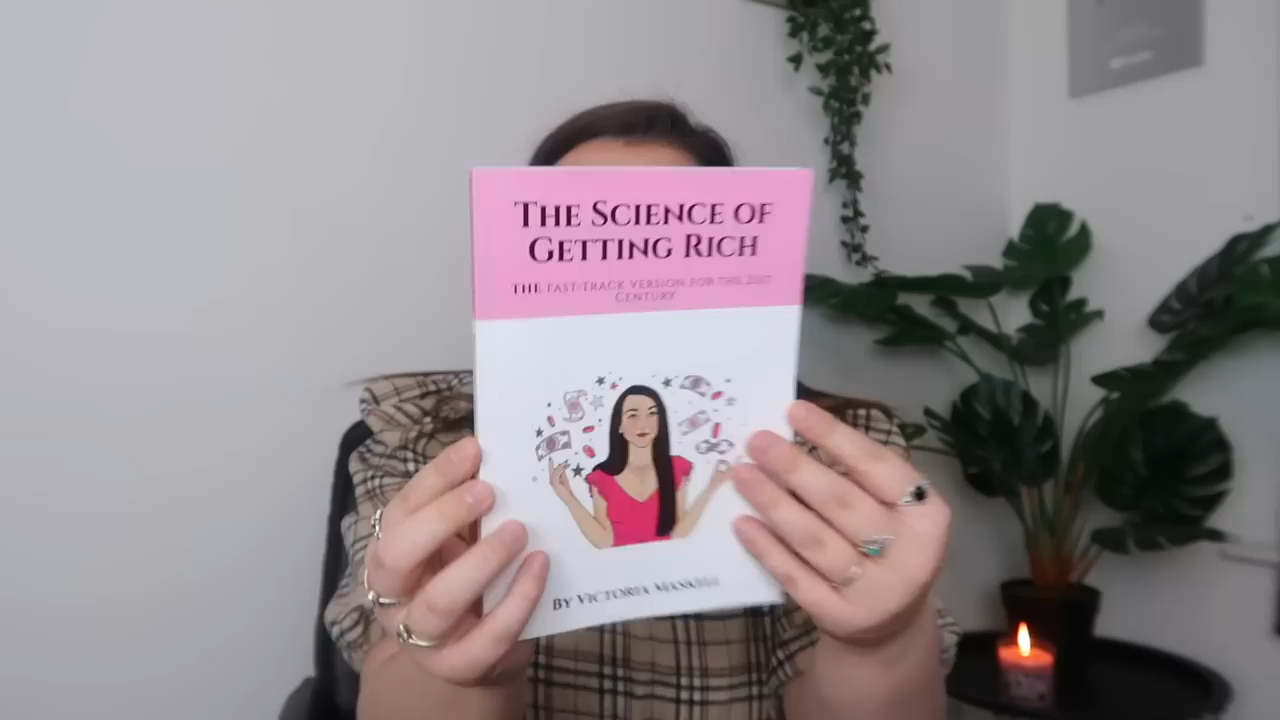 The Science of
Getting Rich
The fast-track version for the 21st
Century
By Victoria